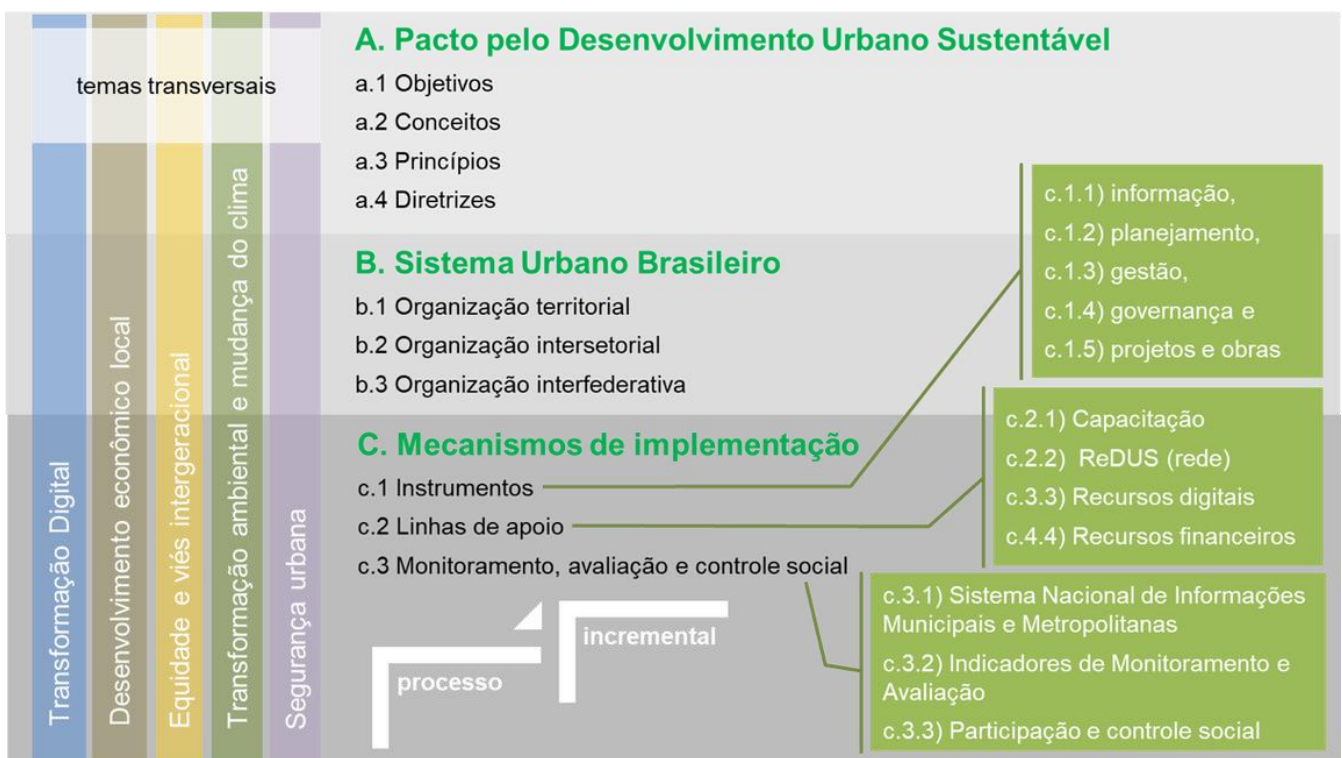 temas transversais
Transformação Digital
Desenvolvimento econômico local
Equidade e viés intergeracional
Transformação ambiental e mudança do clima
Segurança urbana
A. Pacto pelo Desenvolvimento Urbano Sustentável
a.1 Objetivos
a.2 Conceitos
a.3 Princípios
a.4 Diretrizes
B. Sistema Urbano Brasileiro
b.1 Organização territorial
b.2 Organização intersetorial
b.3 Organização interfederativa
C. Mecanismos de implementação
c.1 Instrumentos
c.2 Linhas de apoio
c.3 Monitoramento, avaliação e controle social
processo
incremental
c.1.1) informação,
c.1.2) planejamento,
c.1.3) gestão,
c.1.4) governança e
c.1.5) projetos e obras
c.2.1) Capacitação
c.2.2) ReDUS (rede)
c.3.3) Recursos digitais
c.4.4) Recursos financeiros
c.3.1) Sistema Nacional de Informações
Municipais e Metropolitanas
c.3.2) Indicadores de Monitoramento e
Avaliação
c.3.3) Participação e controle social